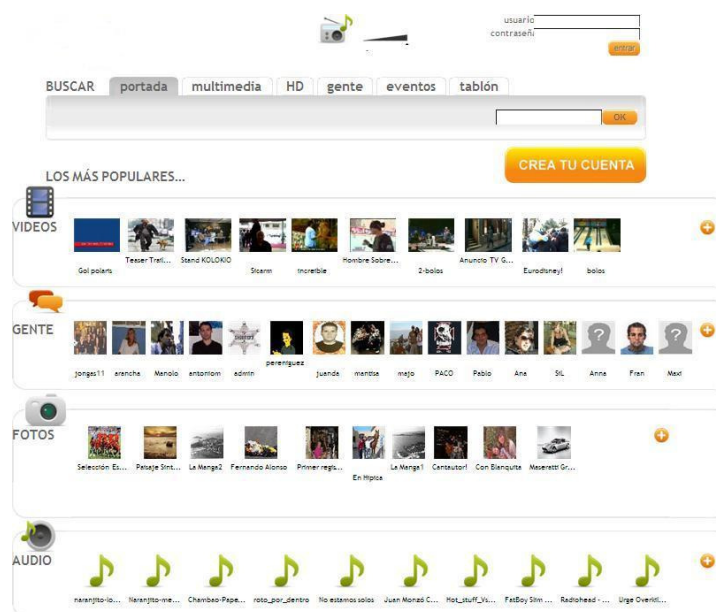 usuario
contraseña
entrar
BUSCAR portada multimedia HD gente eventos tablón
OK
CREA TU CUENTA
LOS MÁS POPULARES...
VIDEOS
Gol polaris
Teaser Trail...
Stand KOLOKIO
Sicarm
increible
Hombre Sobre...
2-bolos
Anuncio TV G...
Eurodisney!
bolos
GENTE
jongas11 arancha Manolo antoniom admin perentguez juanda mantisa majo PACO Pablo Ana StL Anna Fran Maxi
FOTOS
Selección Es... Paisaje Sint... La Manga2 Fernando Alonso Primer regis... En Hipica La Manga1 Cantautor! Con Blanquita Maseratti Gr...
AUDIO
naranjito-lo... Naranjito-me... Chambao-Pape... roto_por_dentro No estamos solos Juan Monzó C... Hot_stuff_Vs... FatBoy Slim ... Radiohead - ... Urge Overkil...